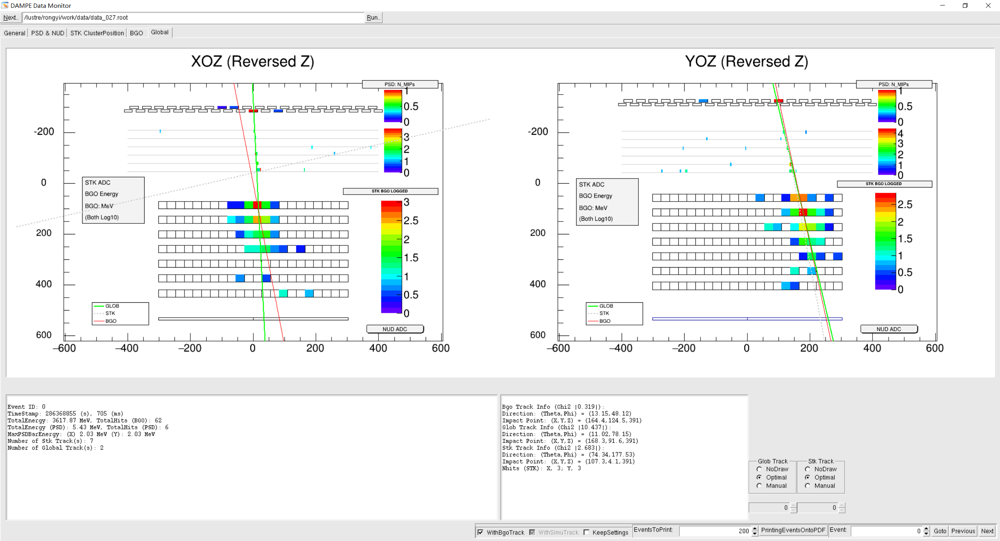 DAMPE Data Monitor
Next.. /lustre/rongyi/work/data/data_027.root Run..
General PSD & NUD STK ClusterPosition BGO Global
XOZ (Reversed Z)
PSD: N_MIPs
1
0.5
0
3
2
1
0
STK BGO LOGGED
3
2.5
2
1.5
1
0.5
0
NUD ADC
-200
0
200
400
600
STK ADC
BGO Energy
BGO: MeV
(Both Log10)
GLOB
STK
BGO
−600 −400 −200 0 200 400 600
YOZ (Reversed Z)
PSD: N_MIPs
1
0.5
0
4
3
2
1
0
STK BGO LOGGED
2.5
2
1.5
1
0.5
0
NUD ADC
-200
0
200
400
600
STK ADC
BGO Energy
BGO: MeV
(Both Log10)
GLOB
STK
BGO
−600 −400 −200 0 200 400 600
Event ID: 0
TimeStamp: 286368855 (s), 705 (ms)
TotalEnergy: 3617.87 MeV, TotalHits (BGO): 62
TotalEnergy (PSD): 5.43 MeV, TotalHits (PSD): 6
MaxPSDBarEnergy: (X) 2.03 MeV (Y): 2.03 MeV
Number of Stk Track(s): 7
Number of Global Track(s): 2
Bgo Track Info (Chi2 |0.319|):
Direction: (Theta,Phi) = (13.15,48.12)
Impact Point: (X,Y,Z) = (164.4,124.5,391)
Glob Track Info (Chi2 |10.437|):
Direction: (Theta,Phi) = (11.02,78.15)
Impact Point: (X,Y,Z) = (168.3,91.6,391)
Stk Track Info (Chi2 |2.683|):
Direction: (Theta,Phi) = (74.34,177.53)
Impact Point: (X,Y,Z) = (107.3,4.1,391)
Nhits (STK): X, 3; Y, 3
Glob Track
NoDraw
Optimal
Manual
0
Stk Track
NoDraw
Optimal
Manual
0
WithBgoTrack WithSimuTrack KeepSettings EventsToPrint: 200 PrintingEventsOntoPDF Event: 0 Goto Previous Next